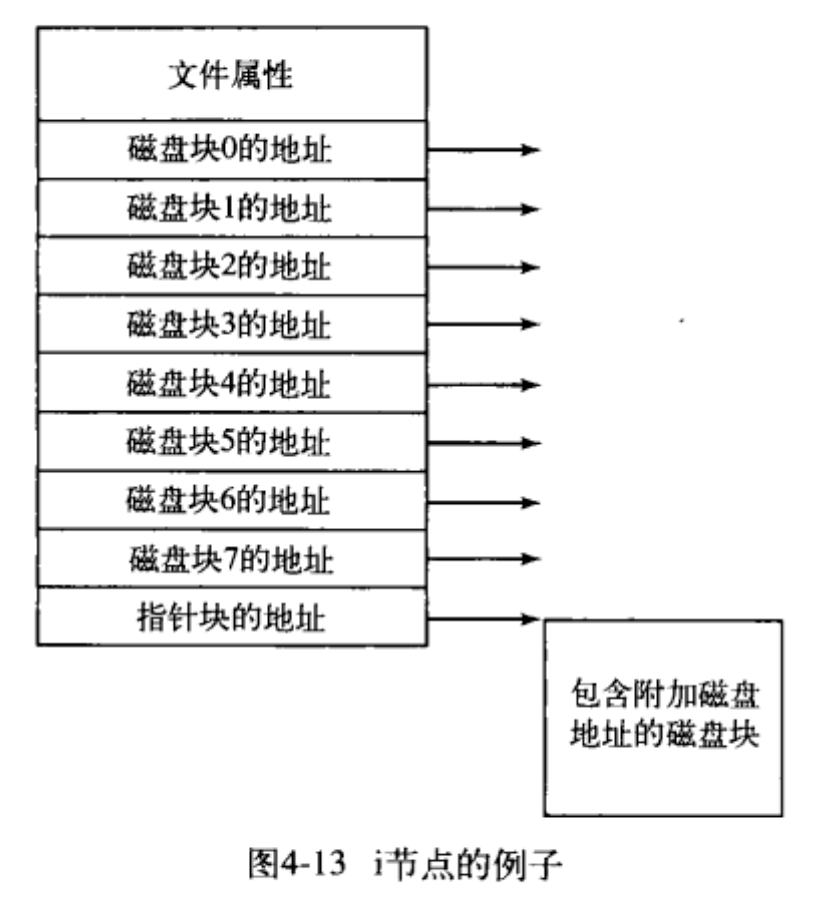 文件属性
磁盘块0的地址
磁盘块1的地址
磁盘块2的地址
磁盘块3的地址
磁盘块4的地址
磁盘块5的地址
磁盘块6的地址
磁盘块7的地址
指针块的地址
包含附加磁盘
地址的磁盘块
图4-13 i节点的例子